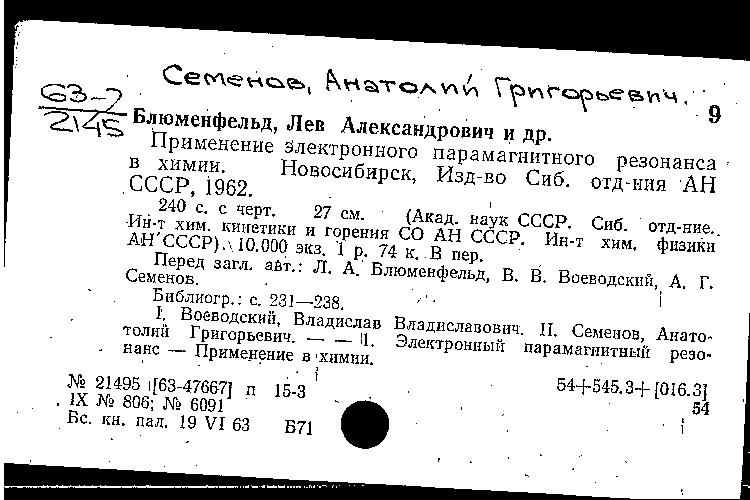 Семенов, Анатолий Григорьевич.
63-2
2145
9
Блюменфельд, Лев Александрович и др.
Применение электронного парамагнитного резонанса
в химии. Новосибирск, Изд-во Сиб. отд-ния АН
СССР, 1962.
240 с. с черт. 27 см. (Акад. наук СССР. Сиб. отд-ние.
Ин-т хим. кинетики и горения СО АН СССР. Ин-т хим. физики
АН СССР). 10.000 экз. 1 р. 74 к. В пер.
Перед загл. авт.: Л. А. Блюменфельд, В. В. Воеводский, А. Г.
Семенов.
Библиогр.: с. 231—238.
I. Воеводский, Владислав Владиславович. II. Семенов, Анато-
толий Григорьевич. — — 1. Электронный парамагнитный резо-
нанс — Применение в химии.
№ 21495 [63-47667] п 15-3
54+545.3+[016.3]
IX № 806; № 6091
54
Вс. кн. пал. 19 VI 63 Б71